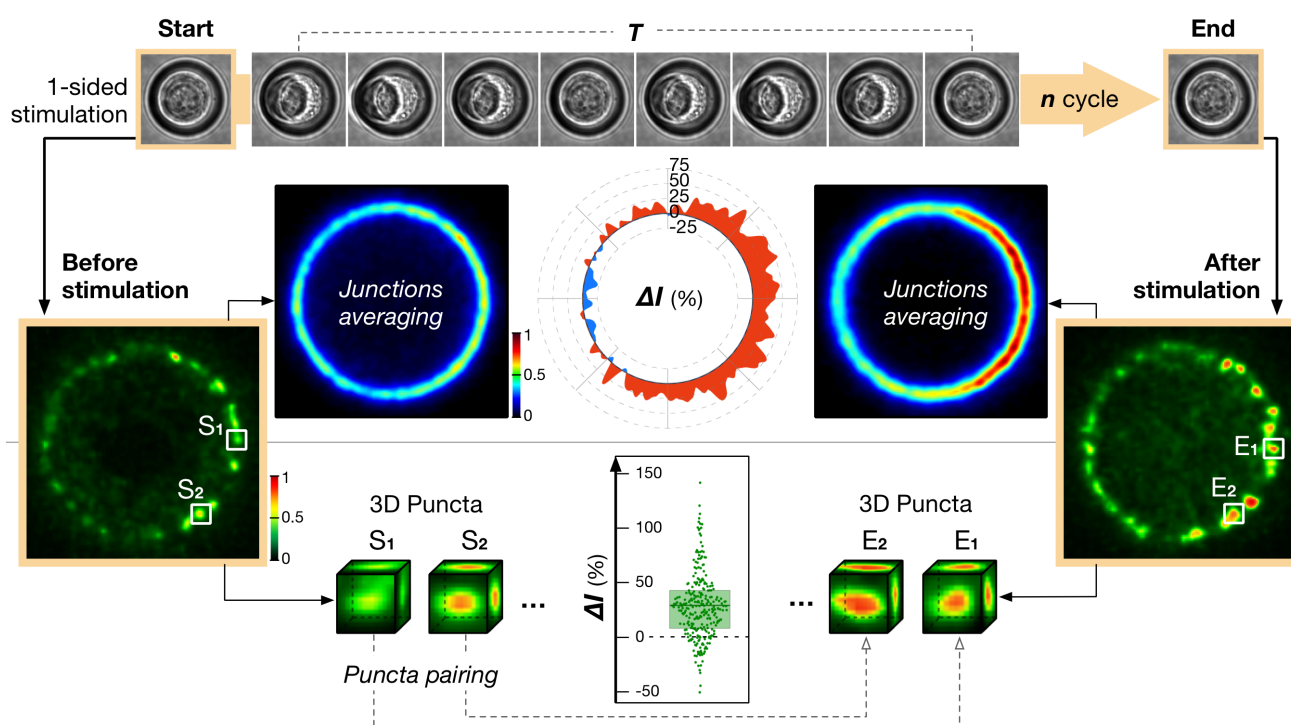 Start
T
End
1-sided
stimulation
n cycle
75
50
25
0
-25
Before
stimulation
Junctions
averaging
ΔI (%)
Junctions
averaging
After
stimulation
1
0.5
0
S1
S2
E1
E2
1
0.5
0
3D Puncta
S1 S2
...
ΔI (%)
150
100
50
0
-50
3D Puncta
E2 E1
...
Puncta pairing